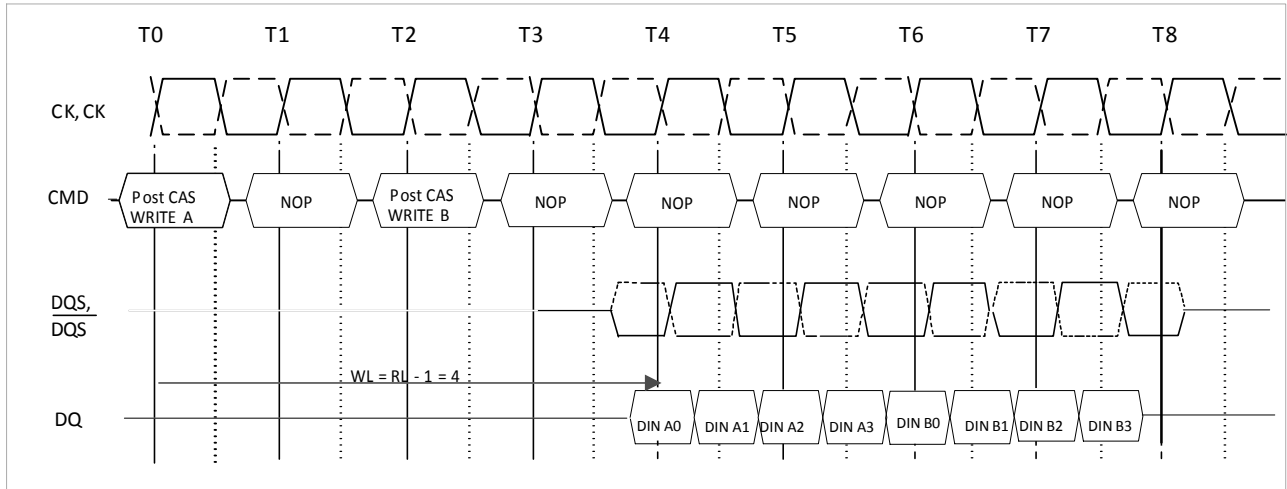 T0 T1 T2 T3 T4 T5 T6 T7 T8
CK, CK
CMD
Post CAS
WRITE A
NOP
Post CAS
WRITE B
NOP
NOP
NOP
NOP
NOP
NOP
DQS,
DQS
WL = RL - 1 = 4
DQ
DIN A0 DIN A1 DIN A2 DIN A3 DIN B0 DIN B1 DIN B2 DIN B3